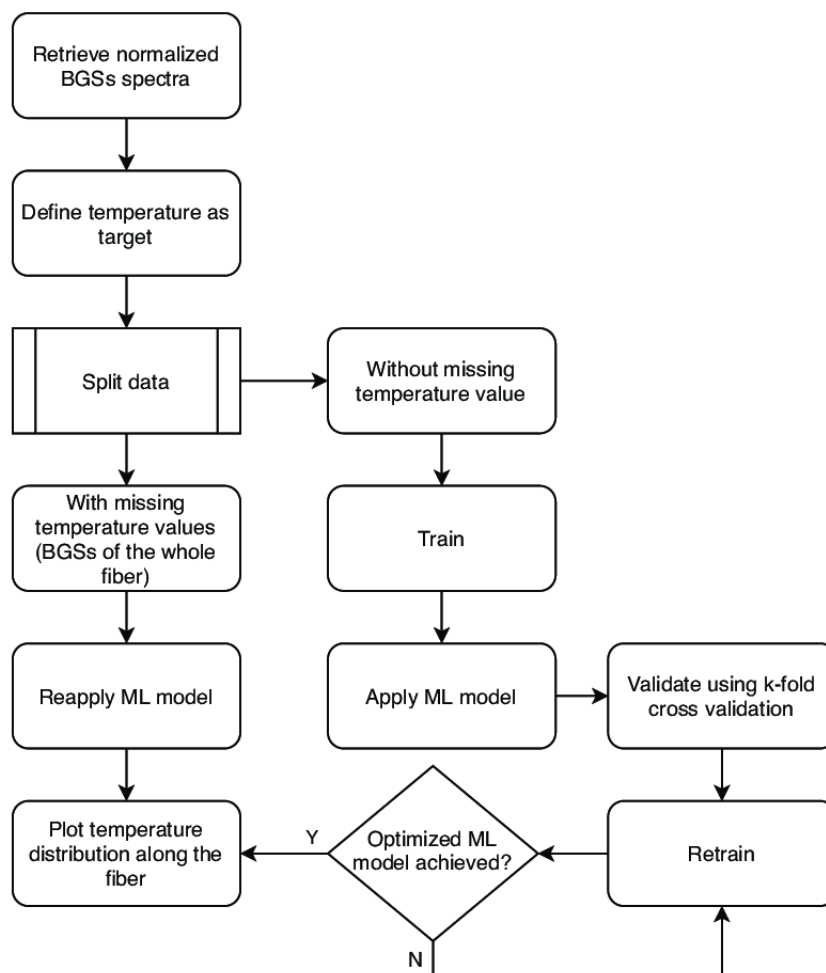 Retrieve normalized
BGSs spectra
Define temperature as
target
Split data
Without missing
temperature value
With missing
temperature values
(BGSs of the whole
fiber)
Train
Reapply ML model
Apply ML model
Validate using k-fold
cross validation
Plot temperature
distribution along the
fiber
Y
Optimized ML
model achieved?
Retrain
N